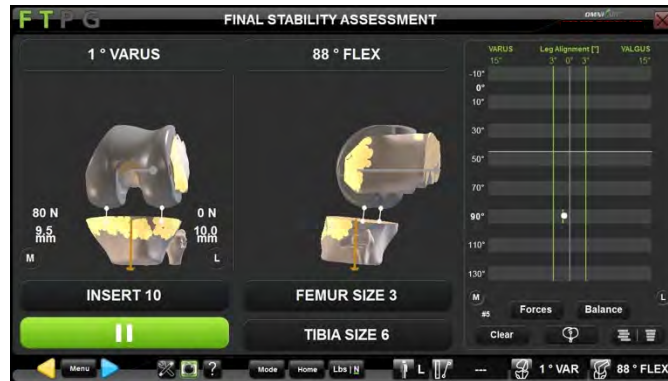 FTPG
FINAL STABILITY ASSESSMENT
1 ° VARUS
88 ° FLEX
80 N
9.5
mm
M
0 N
10.0
mm
L
INSERT 10
FEMUR SIZE 3
TIBIA SIZE 6
VARUS Leg Alignment [°] VALGUS
15° 3° 0° 3° 15°
-10°
0°
10°
30°
50°
70°
90°
110°
130°
M
L
#5
Forces
Balance
Clear
Menu
?
Mode
Home
Lbs | N
L
---
1 ° VAR
88 ° FLEX